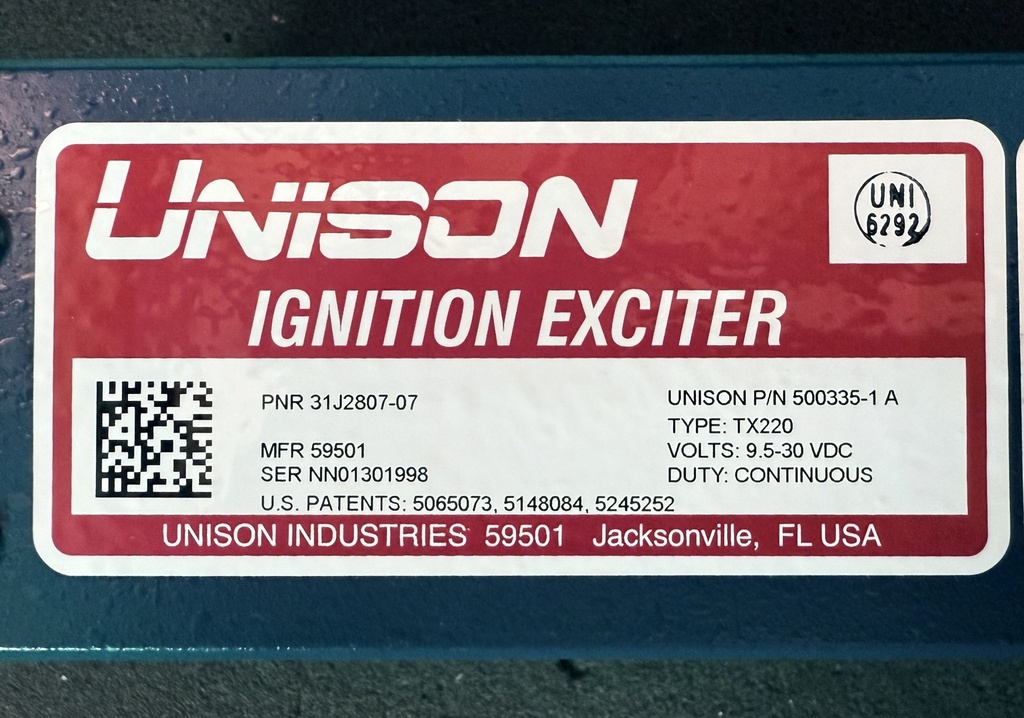 UNISON
UNI
6292
IGNITION EXCITER
PNR 31J2807-07
MFR 59501
SER NN01301998
UNISON P/N 500335-1 A
TYPE: TX220
VOLTS: 9.5-30 VDC
DUTY: CONTINUOUS
U.S. PATENTS: 5065073, 5148084, 5245252
UNISON INDUSTRIES 59501 Jacksonville, FL USA